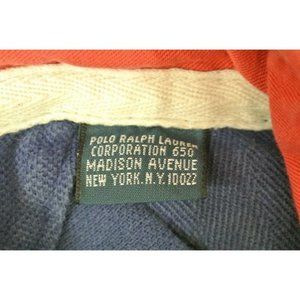 POLO RALPH LAUREN
CORPORATION 650
MADISON AVENUE
NEW YORK.N.Y.10022